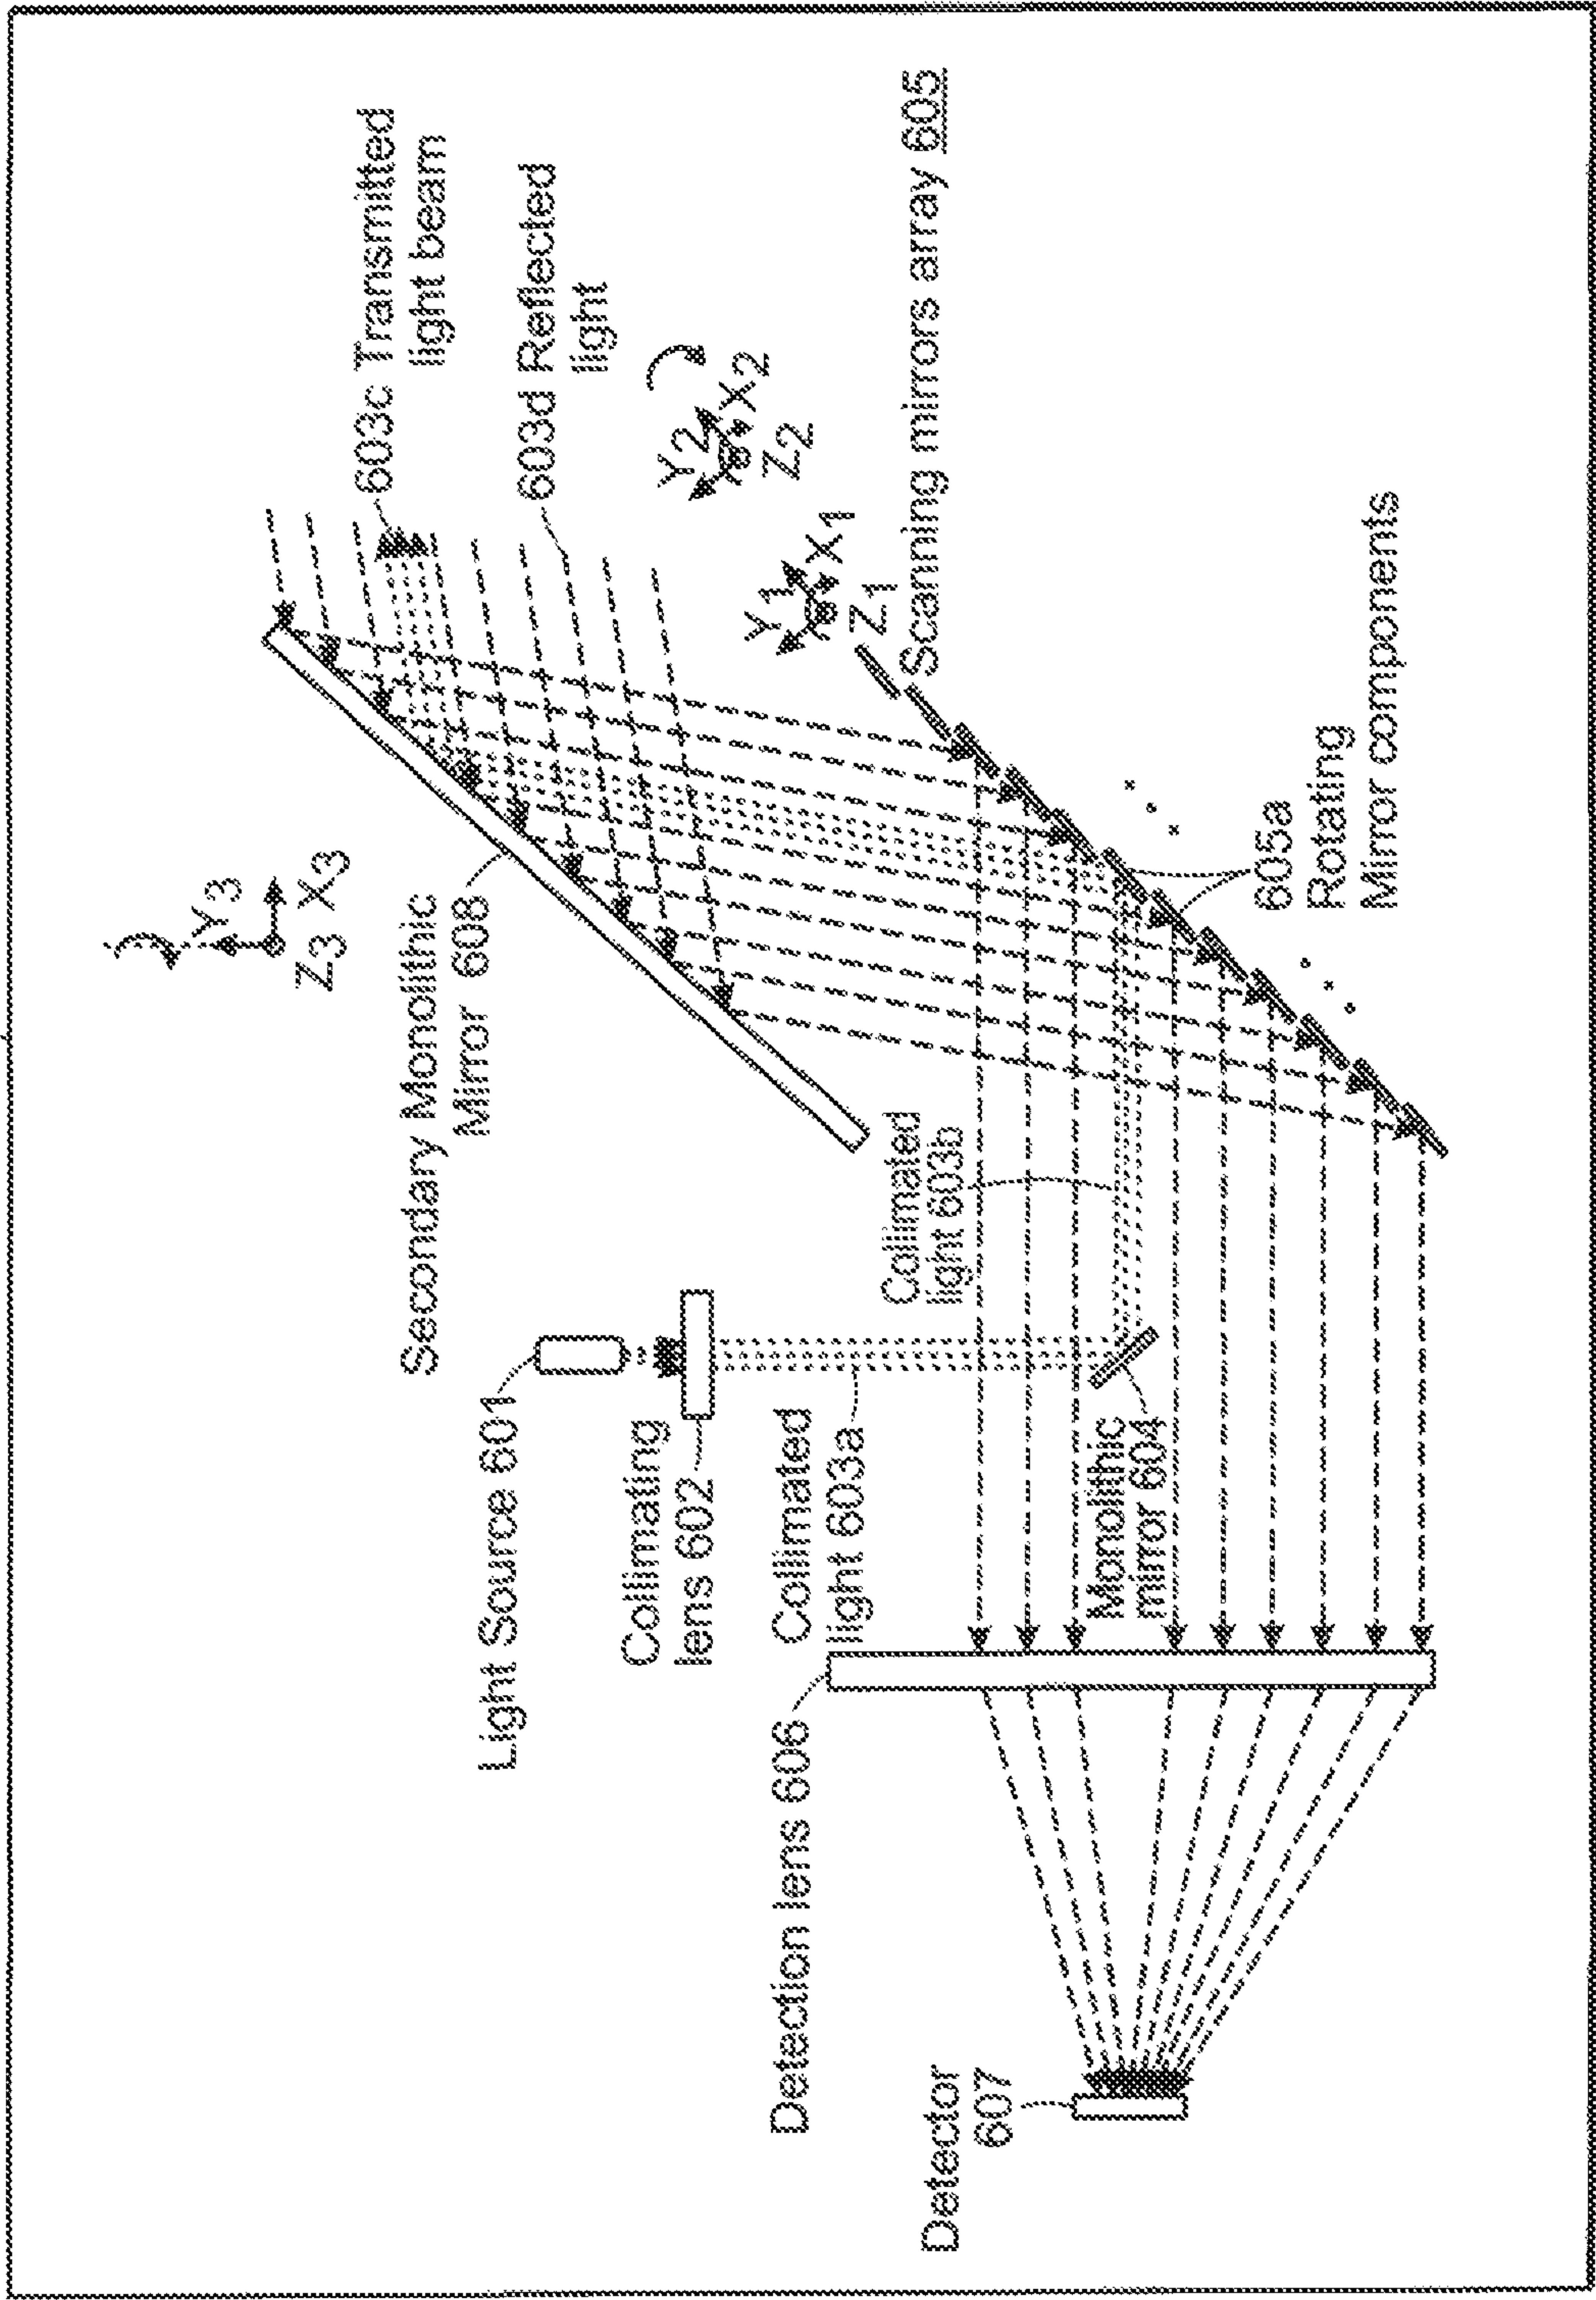 Light Source 601
Collimating
lens 602
Collimated
light 603a
Detection lens 606
Detector
607
Monolithic
mirror 604
Collimated
light 603b
Secondary Monolithic
Mirror 608
Y3
Z3 X3
603c Transmitted
light beam
603d Reflected
light
Y2
X2
Z2
Y1
X1
Z1
Scanning mirrors array 605
605a
Rotating
Mirror components